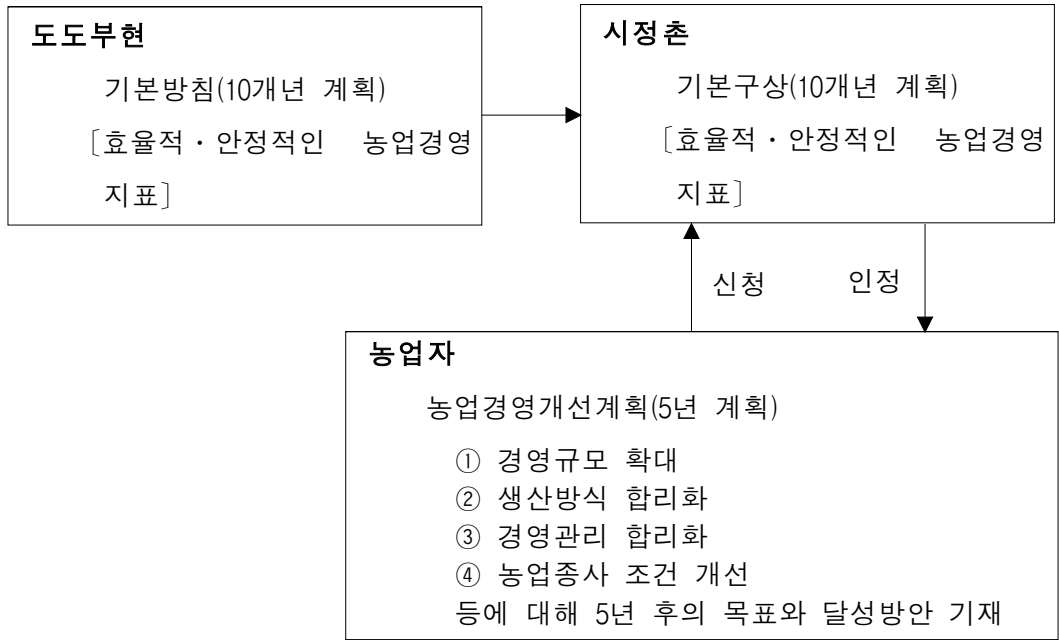 도도부현
기본방침(10개년 계획)
[효율적·안정적인 농업경영
지표]
시정촌
기본구상(10개년 계획)
[효율적·안정적인 농업경영
지표]
신청
인정
농업자
농업경영개선계획(5년 계획)
① 경영규모 확대
② 생산방식 합리화
③ 경영관리 합리화
④ 농업종사 조건 개선
등에 대해 5년 후의 목표와 달성방안 기재